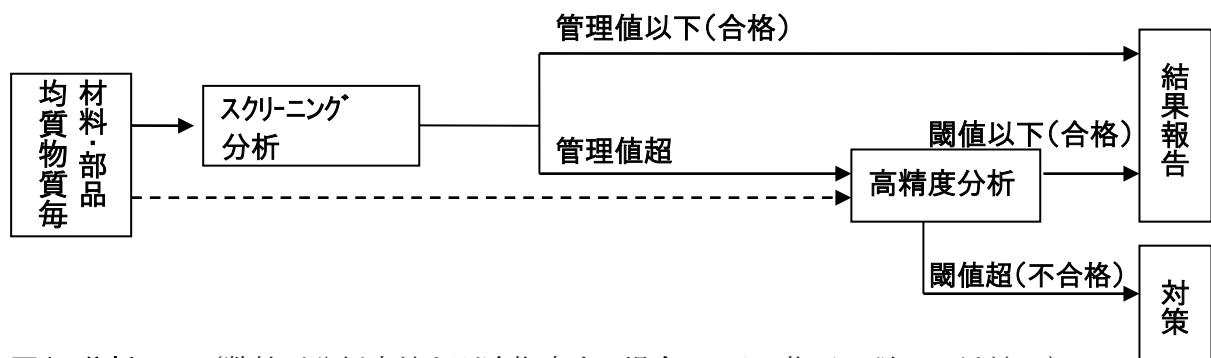 管理値以下(合格)
材料・部品
均質物質毎
スクリーニング
分析
管理値超
閾値以下(合格)
高精度分析
結果報告
閾値超(不合格)
対策